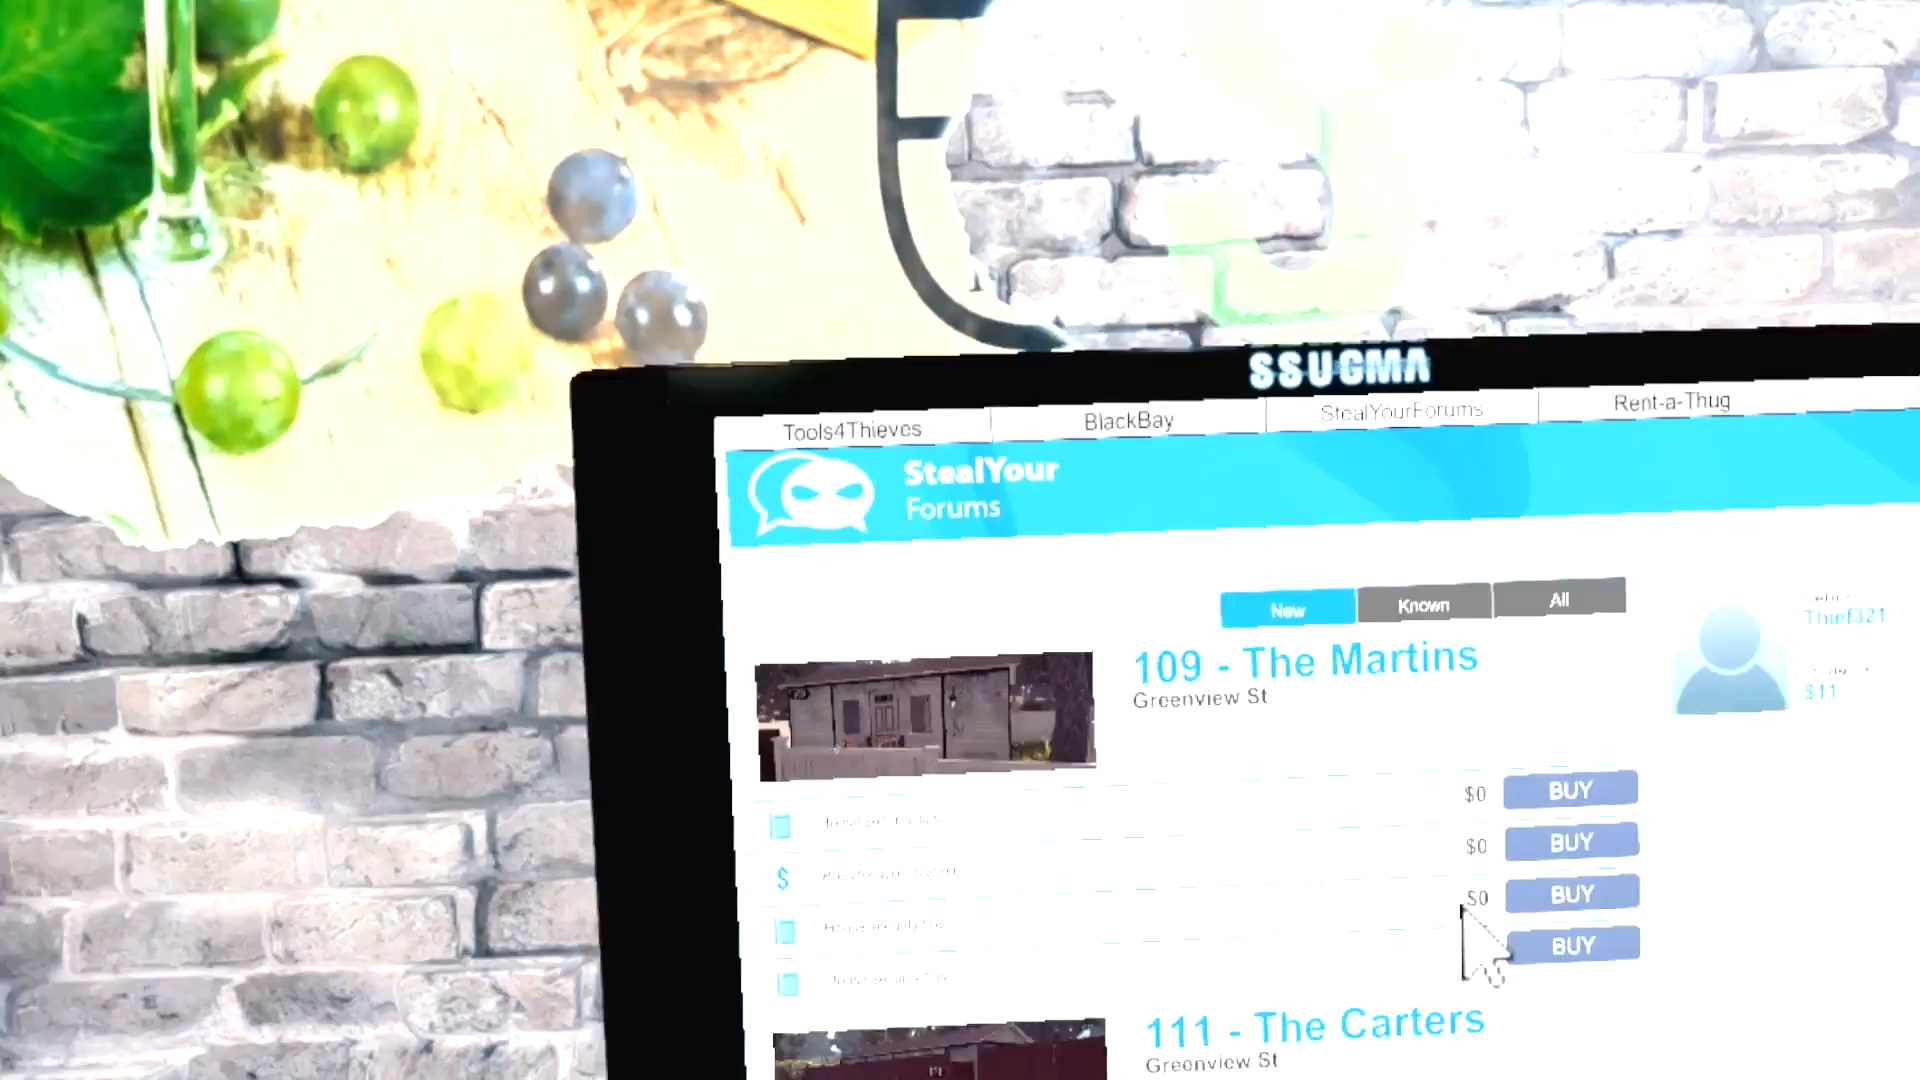 SSUGMA
Tools4Thieves
BlackBay
StealYourForums
Rent-a-Thug
StealYour
Forums
New
Known
All
Thief321
$11
109 - The Martins
Greenview St
$0
BUY
$0
BUY
$
$0
BUY
BUY
111 - The Carters
Greenview St